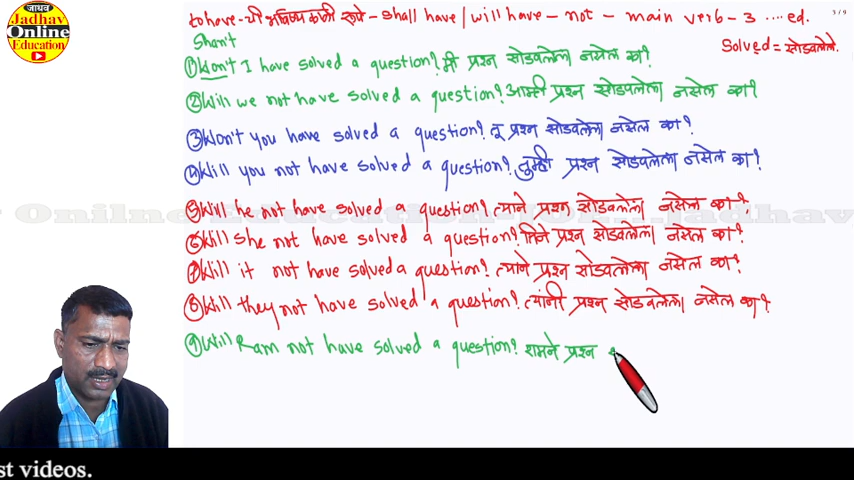 जाधव
Jadhav
Online
Education
to have - ची भविष्य काळी रूपे - shall have / will have - not - main verb - 3 ....ed.
Shan't
Solved = सोडवलेले.
① Won't I have solved a question? मी प्रश्न सोडवलेला नसेल का?
② Will we not have solved a question? आम्ही प्रश्न सोडवलेला नसेल का?
③ Won't you have solved a question? तू प्रश्न सोडवलेला नसेल का?
④ Will you not have solved a question? तुम्ही प्रश्न सोडवलेला नसेल का?
⑤ Will he not have solved a question? त्याने प्रश्न सोडवलेला नसेल का?
⑥ Will she not have solved a question? तिने प्रश्न सोडवलेला नसेल का?
⑦ Will it not have solved a question? त्याने प्रश्न सोडवलेला नसेल का?
⑧ Will they not have solved a question? त्यांनी प्रश्न सोडवलेला नसेल का?
⑨ Will Ram not have solved a question? रामने प्रश्न
st videos.